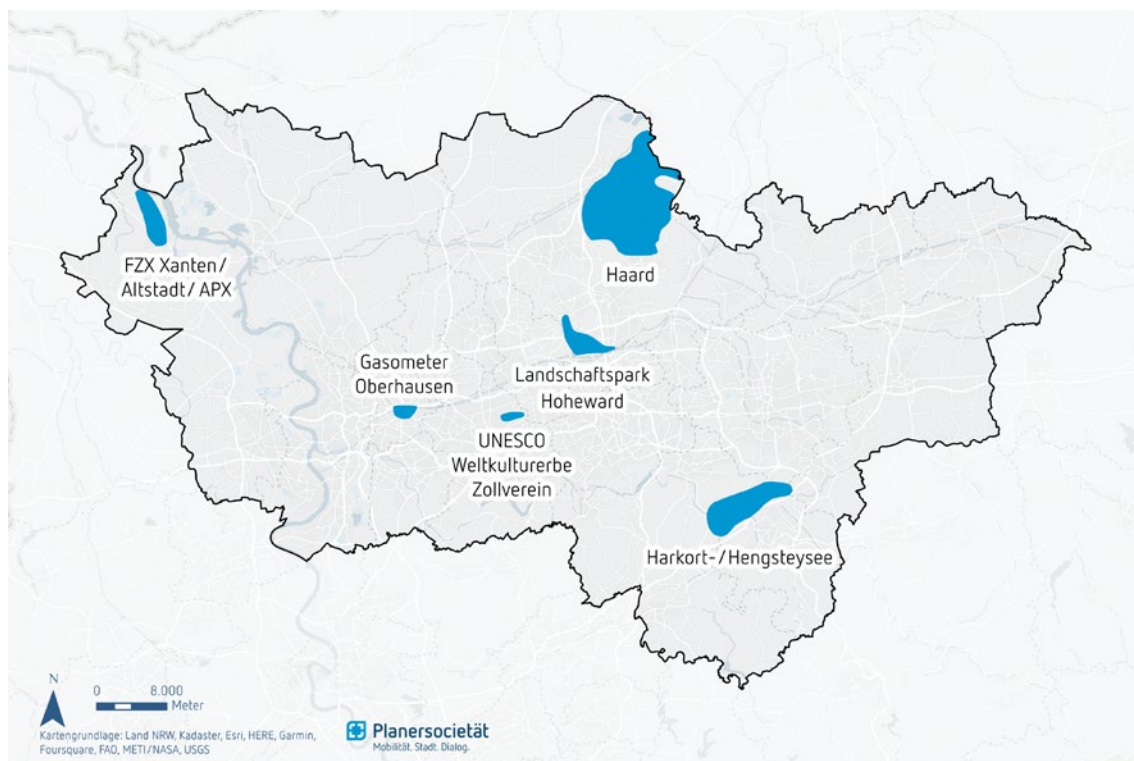 FZX Xanten/
Altstadt/ APX
Haard
Gasometer
Oberhausen
Landschaftspark
Hoheward
UNESCO
Weltkulturerbe
Zollverein
Harkort-/Hengsteysee
N
0 8.000
Meter
Kartengrundlage: Land NRW, Kadaster, Esri, HERE, Garmin,
Foursquare, FAO, METI/NASA, USGS
Planersocietät
Mobilität. Stadt. Dialog.